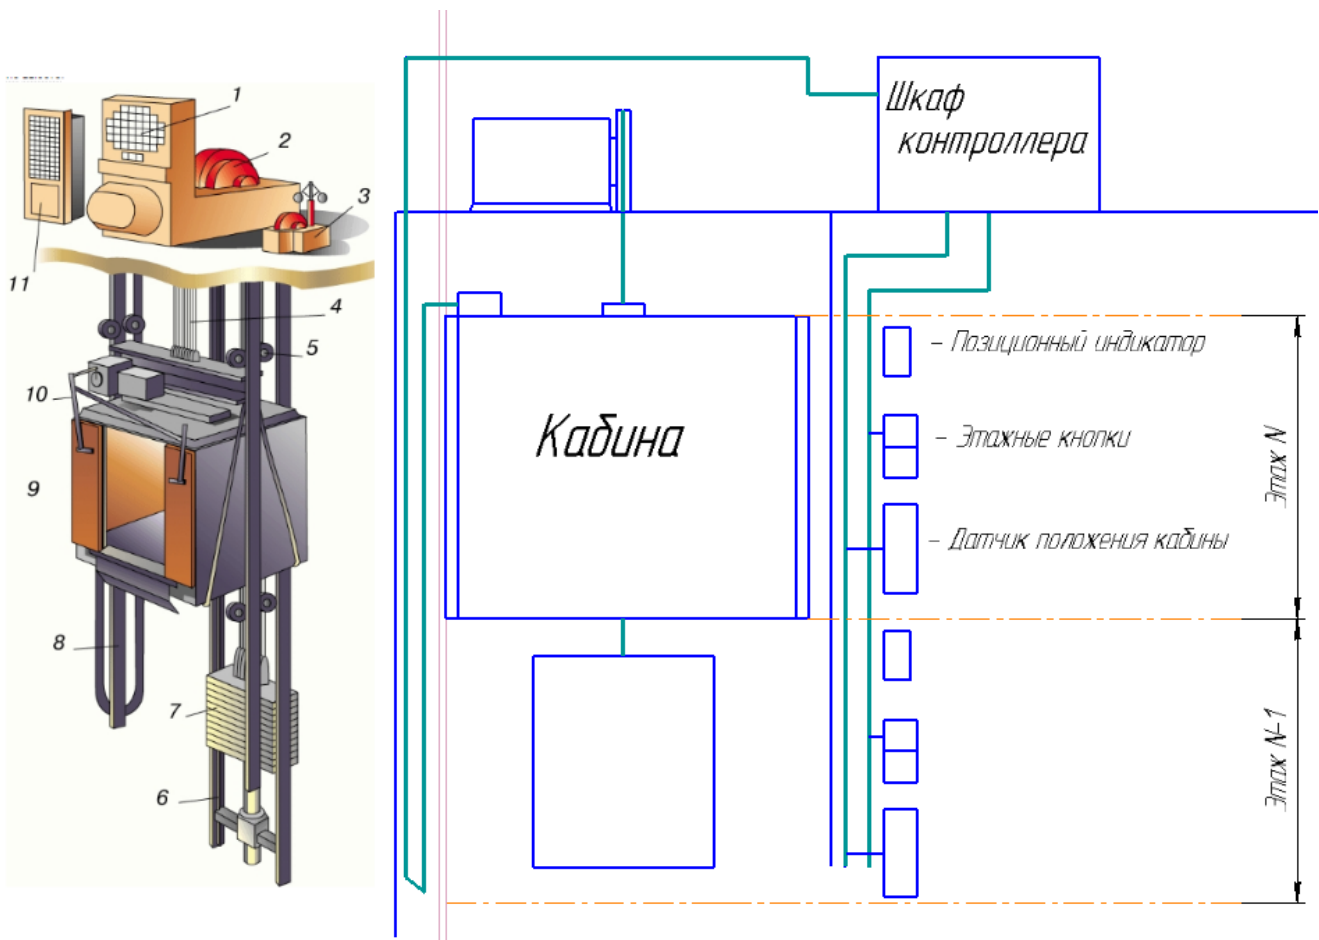 1
2
3
11
4
5
10
9
8
7
6
Шкаф
контроллера
Кабина
– Позиционный индикатор
– Этажные кнопки
– Датчик положения кабины
Этаж N
Этаж N-1